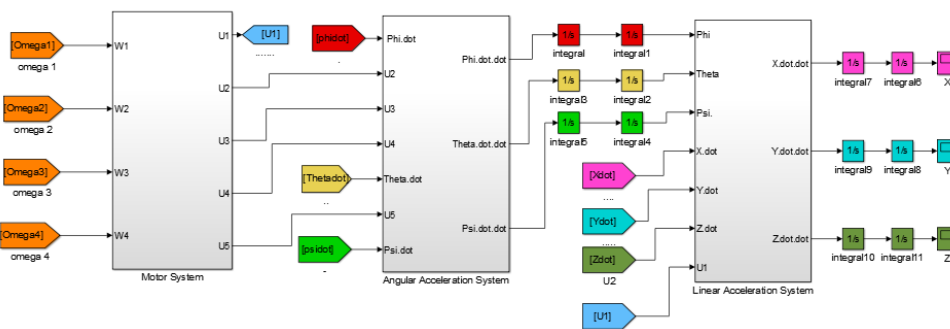 [Omega1]
omega 1
[Omega2]
omega 2
[Omega3]
omega 3
[Omega4]
omega 4
W1
W2
W3
W4
U1
U2
U3
U4
U5
Motor System
[U1]
.......
[phidot]
.
[Thetadot]
..
[psidot]
-
Phi.dot
U2
U3
U4
Theta.dot
U5
Psi.dot
Phi.dot.dot
Theta.dot.dot
Psi.dot.dot
Angular Acceleration System
1/s
integral
1/s
integral1
1/s
integral3
1/s
integral2
1/s
integral5
1/s
integral4
[Xdot]
....
[Ydot]
.....
[Zdot]
U2
[U1]
Phi
Theta
Psi.
X.dot
Y.dot
Z.dot
U1
X.dot.dot
Y.dot.dot
Z.dot.dot
Linear Acceleration System
1/s
integral7
1/s
integral6
X
1/s
integral9
1/s
integral8
Y
1/s
integral10
1/s
integral11
Z